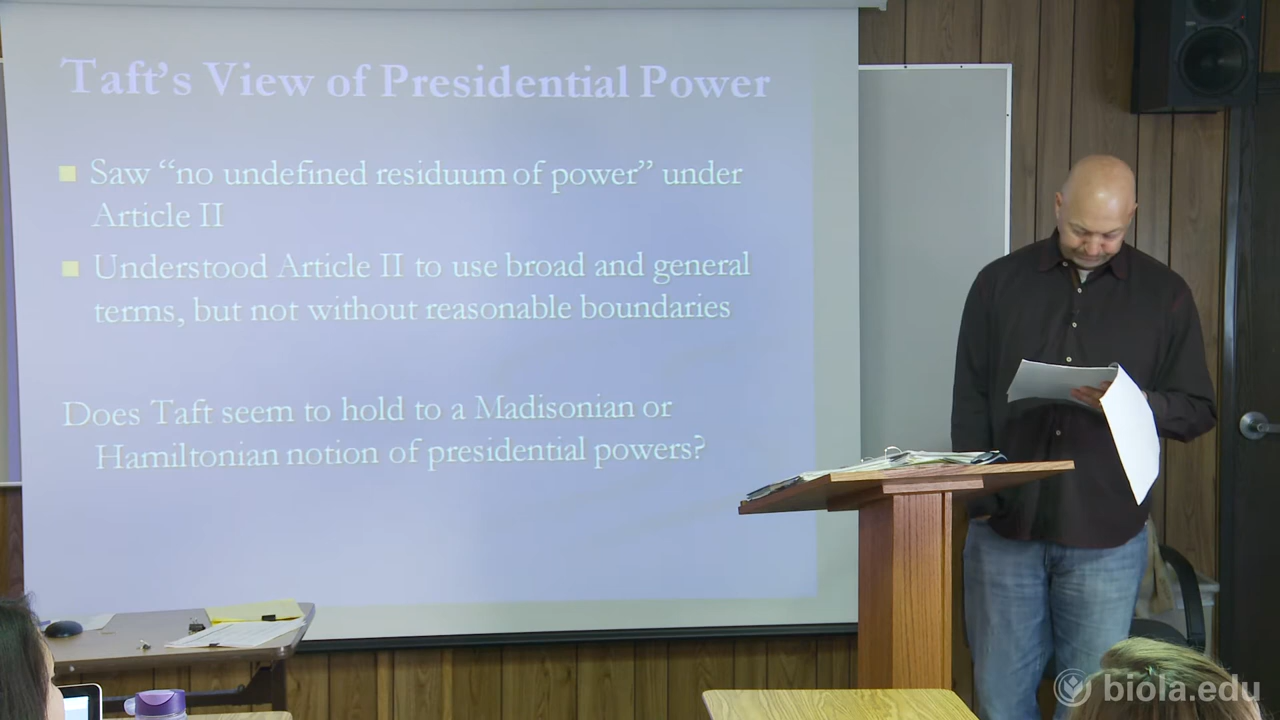 Taft's View of Presidential Power
Saw “no undefined residuum of power” under
Article II
Understood Article II to use broad and general
terms, but not without reasonable boundaries
Does Taft seem to hold to a Madisonian or
Hamiltonian notion of presidential powers?
biola.edu